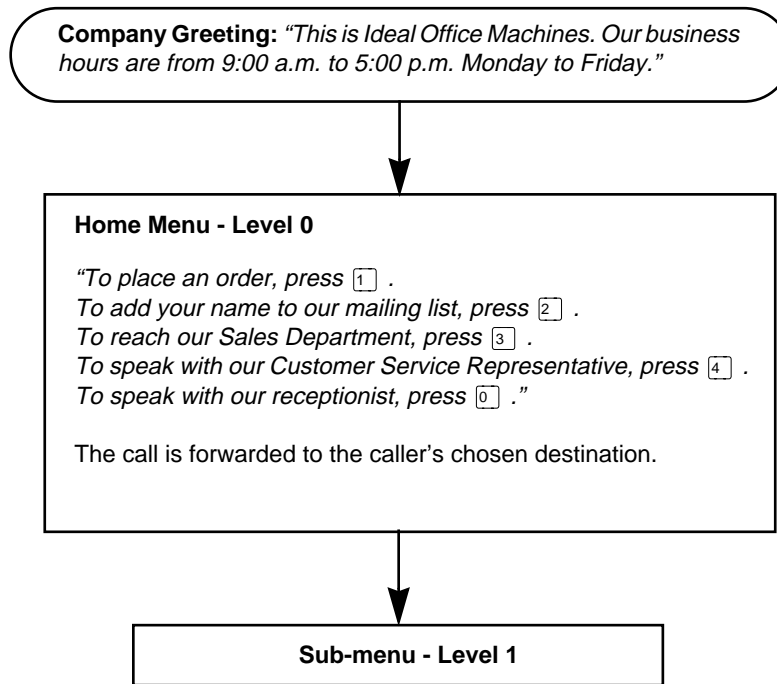 Company Greeting: “This is Ideal Office Machines. Our business
hours are from 9:00 a.m. to 5:00 p.m. Monday to Friday.”
Home Menu - Level 0
“To place an order, press 1 .
To add your name to our mailing list, press 2 .
To reach our Sales Department, press 3 .
To speak with our Customer Service Representative, press 4 .
To speak with our receptionist, press 0 .”
The call is forwarded to the caller’s chosen destination.
Sub-menu - Level 1